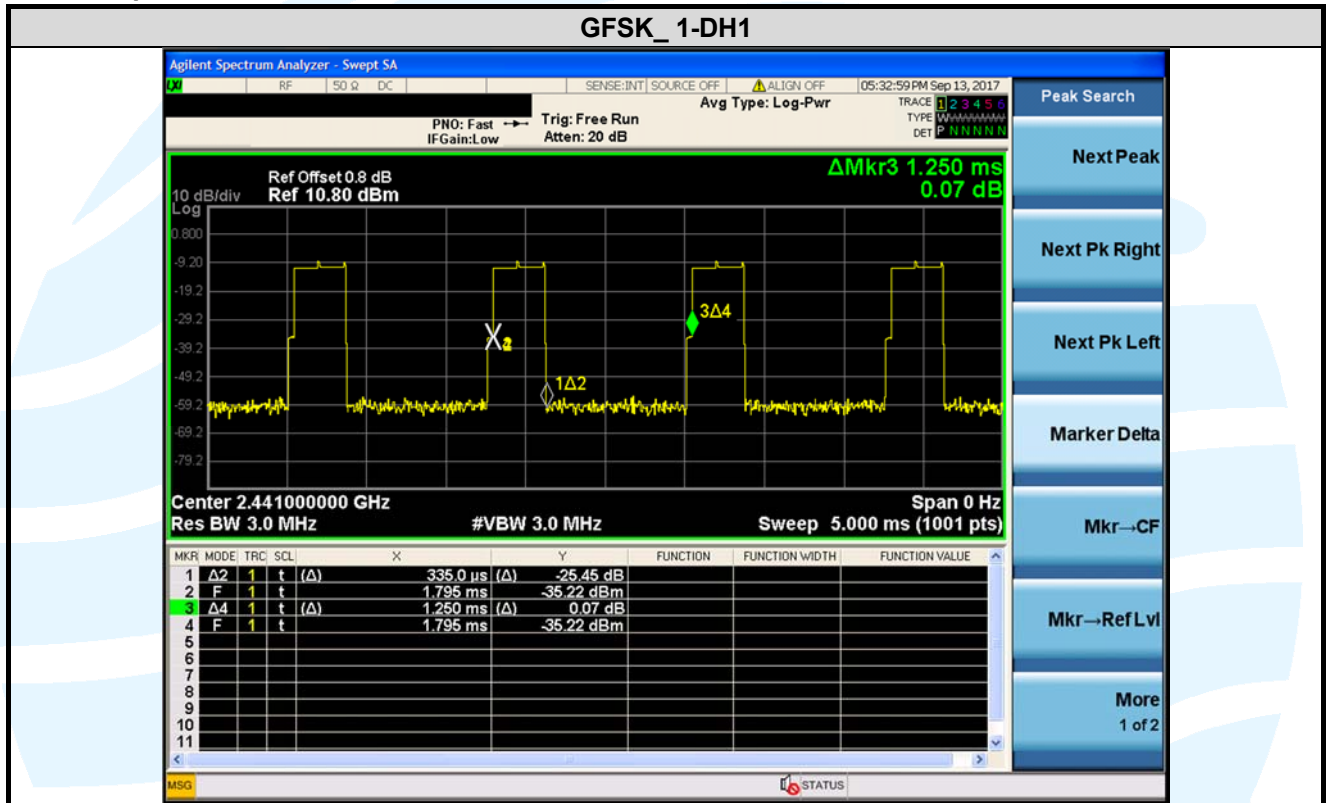 GFSK_ 1-DH1
Agilent Spectrum Analyzer - Swept SA
LXI RF 50 Ω DC SENSE:INT SOURCE OFF ALIGN OFF 05:32:59 PM Sep 13, 2017
PNO: Fast Trig: Free Run Avg Type: Log-Pwr TRACE 1 2 3 4 5 6
IFGain:Low Atten: 20 dB TYPE W
DET P N N N N N
ΔMkr3 1.250 ms
0.07 dB
Ref Offset 0.8 dB
10 dB/div Ref 10.80 dBm
Log
0.800
-9.20
-19.2
-29.2
-39.2
-49.2
-59.2
-69.2
-79.2
3Δ4
X2
1Δ2
Center 2.441000000 GHz Span 0 Hz
Res BW 3.0 MHz #VBW 3.0 MHz Sweep 5.000 ms (1001 pts)
MKR MODE TRC SCL X Y FUNCTION FUNCTION WIDTH FUNCTION VALUE
1 Δ2 1 t (Δ) 335.0 µs (Δ) -25.45 dB
2 F 1 t 1.795 ms -35.22 dBm
3 Δ4 1 t (Δ) 1.250 ms (Δ) 0.07 dB
4 F 1 t 1.795 ms -35.22 dBm
5
6
7
8
9
10
11
MSG STATUS
Peak Search
Next Peak
Next Pk Right
Next Pk Left
Marker Delta
Mkr→CF
Mkr→Ref Lvl
More
1 of 2